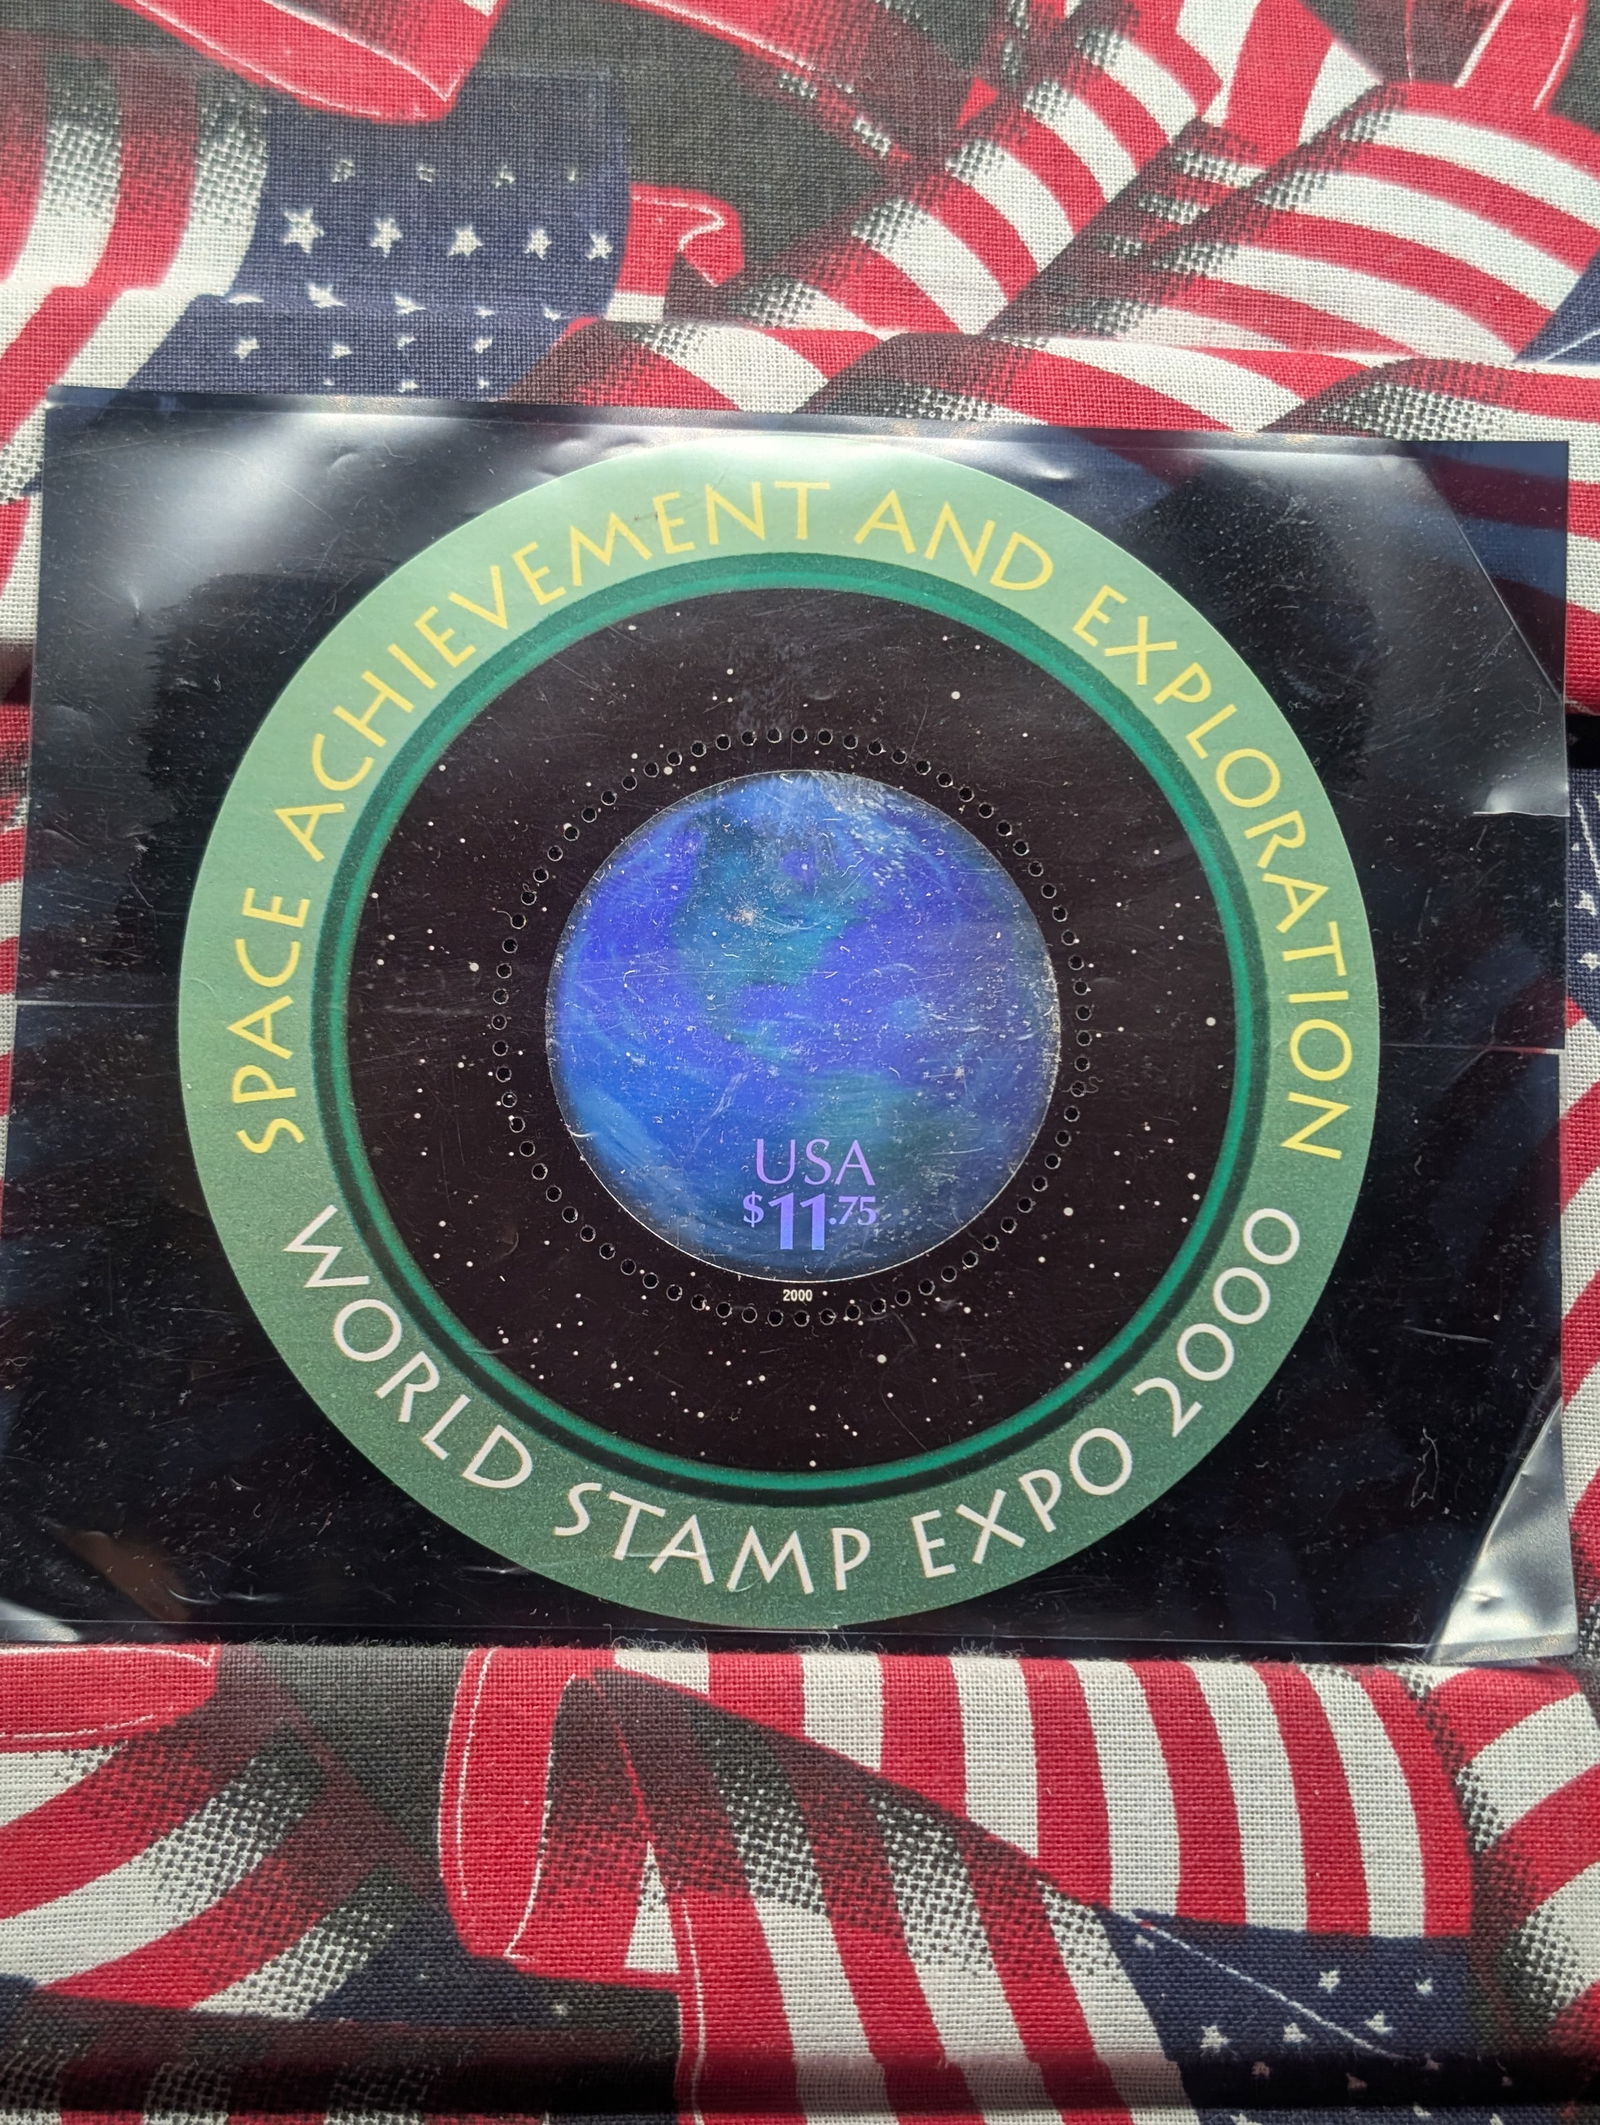 SPACE ACHIEVEMENT AND EXPLORATION
USA
$11.75
2000
WORLD STAMP EXPO 2000